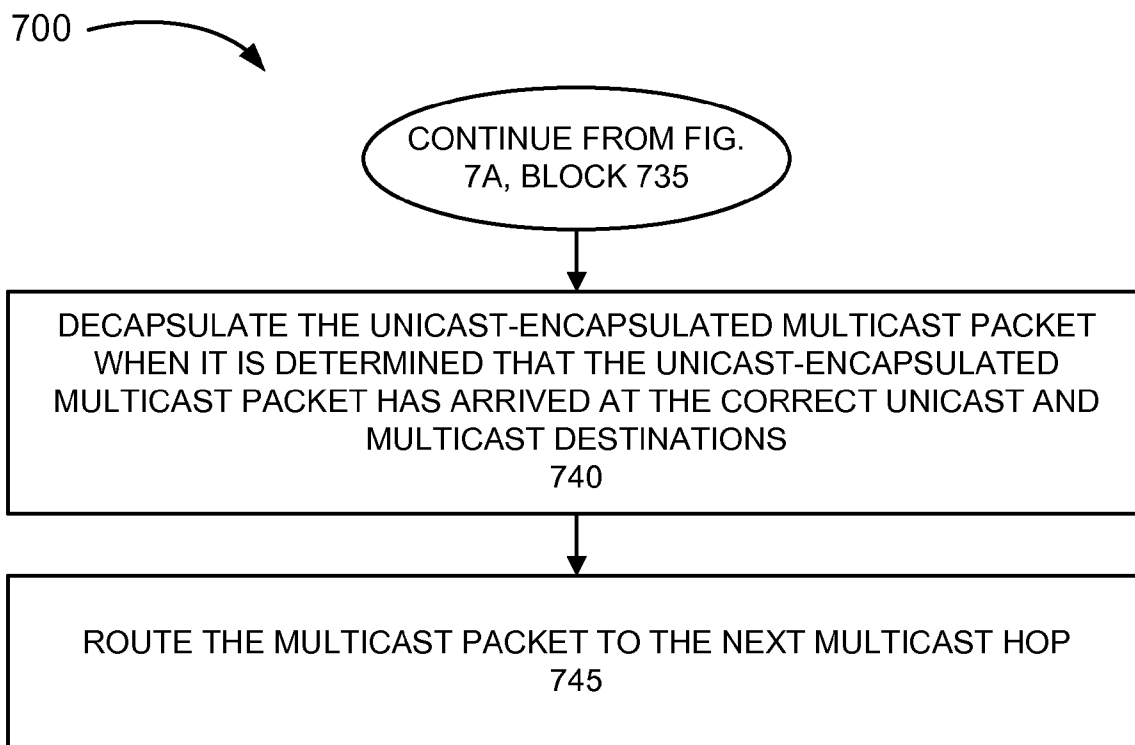 700
CONTINUE FROM FIG.
7A, BLOCK 735
DECAPSULATE THE UNICAST-ENCAPSULATED MULTICAST PACKET
WHEN IT IS DETERMINED THAT THE UNICAST-ENCAPSULATED
MULTICAST PACKET HAS ARRIVED AT THE CORRECT UNICAST AND
MULTICAST DESTINATIONS
740
ROUTE THE MULTICAST PACKET TO THE NEXT MULTICAST HOP
745